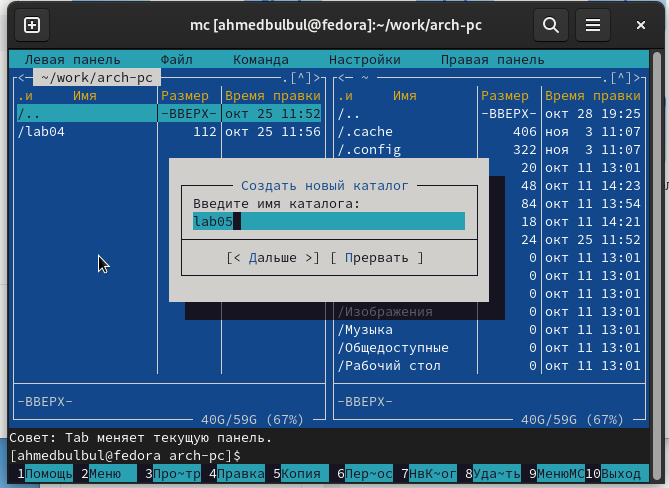 mc [ahmedbulbul@fedora]:~/work/arch-pc
Левая панель Файл Команда Настройки Правая панель
<─ ~/work/arch-pc .[^]> <─ ~ .[^]>
.и Имя Размер Время правки .и Имя Размер Время правки
/.. -ВВЕРХ- окт 25 11:52 /.. -ВВЕРХ- окт 28 19:25
/lab04 112 окт 25 11:56 /.cache 406 ноя 3 11:07
/.config 322 ноя 3 11:07
20 окт 11 13:01
Создать новый каталог 48 окт 11 14:23
Введите имя каталога: 84 окт 11 13:54
lab05 18 окт 11 14:21
24 окт 25 11:52
[< Дальше >] [ Прервать ] 0 окт 11 13:01
0 окт 11 13:01
0 окт 11 13:01
/Изображения 0 окт 11 13:01
/Музыка 0 окт 11 13:01
/Общедоступные 0 окт 11 13:01
/Рабочий стол 0 окт 11 13:01
-ВВЕРХ- -ВВЕРХ-
40G/59G (67%) 40G/59G (67%)
Совет: Tab меняет текущую панель.
[ahmedbulbul@fedora arch-pc]$
1Помощь 2Меню 3Про~тр 4Правка 5Копия 6Пер~ос 7НвК~ог 8Уда~ть 9МенюМС 10Выход